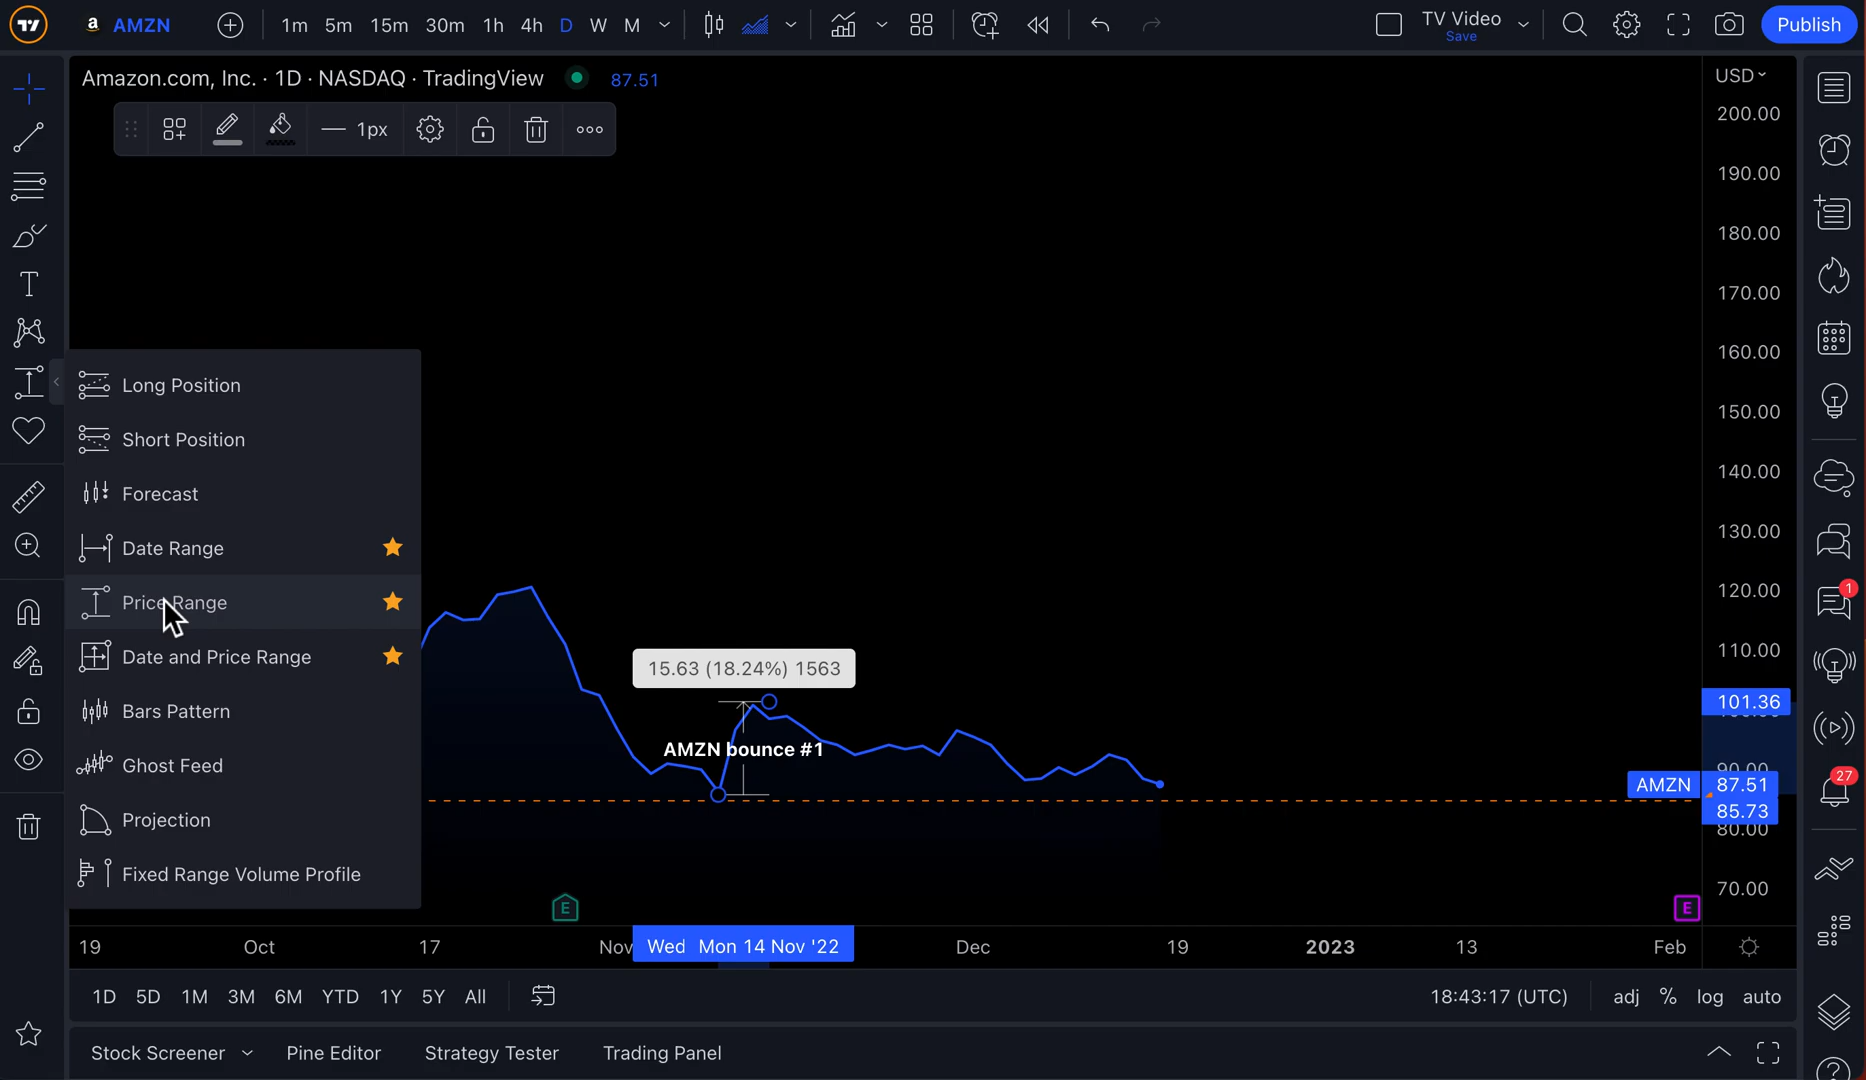 AMZN 1m 5m 15m 30m 1h 4h D W M TV Video Save Publish
Amazon.com, Inc. · 1D · NASDAQ · TradingView 87.51 USD
1px
200.00
190.00
180.00
170.00
160.00
150.00
140.00
130.00
120.00
110.00
Long Position
Short Position
Forecast
Date Range
Price Range
Date and Price Range
Bars Pattern
Ghost Feed
Projection
Fixed Range Volume Profile
15.63 (18.24%) 1563
AMZN bounce #1
101.36
90.00
AMZN 87.51
85.73
80.00
70.00
1
27
E E
19 Oct 17 Nov Wed Mon 14 Nov '22 Dec 19 2023 13 Feb
1D 5D 1M 3M 6M YTD 1Y 5Y All 18:43:17 (UTC) adj % log auto
Stock Screener Pine Editor Strategy Tester Trading Panel